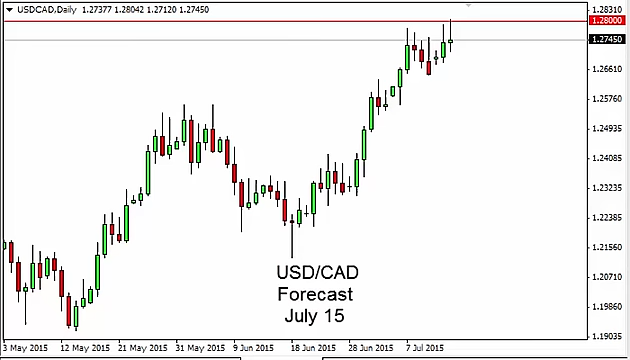 USDCAD,Daily 1.27377 1.28042 1.27120 1.27450
1.28310
1.28000
1.27450
1.26610
1.25760
1.24935
1.24085
1.23235
1.22385
1.21560
1.20710
1.19860
1.19035
USD/CAD
Forecast
July 15
3 May 2015 12 May 2015 21 May 2015 31 May 2015 9 Jun 2015 18 Jun 2015 28 Jun 2015 7 Jul 2015